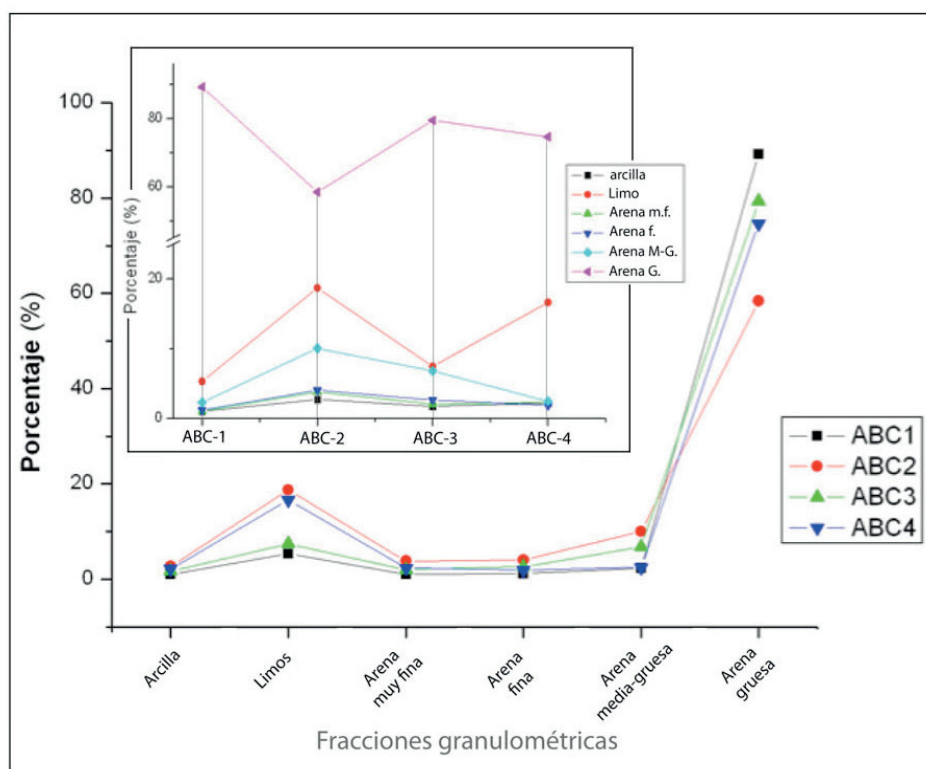 100
80
60
40
20
0
Porcentaje (%)
80
60
20
0
Porcentaje (%)
ABC-1
ABC-2
ABC-3
ABC-4
arcilla
Limo
Arena m.f.
Arena f.
Arena M-G.
Arena G.
ABC1
ABC2
ABC3
ABC4
Arcilla
Limos
Arena
muy fina
Arena
fina
Arena
media-gruesa
Arena
gruesa
Fracciones granulométricas